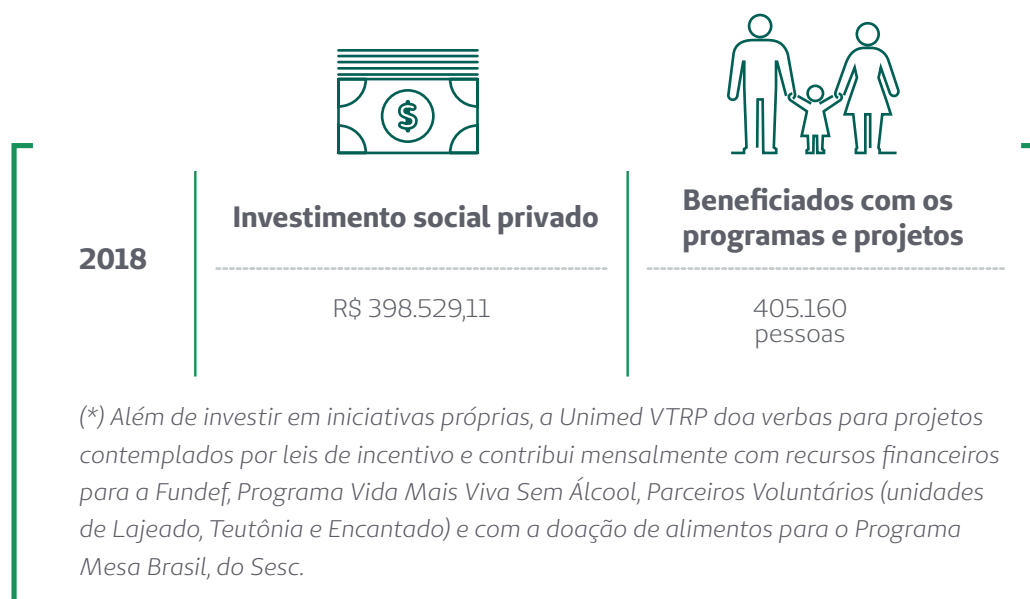 2018
Investimento social privado
R$ 398.529,11
Beneficiados com os
programas e projetos
405.160
pessoas
(*) Além de investir em iniciativas próprias, a Unimed VTRP doa verbas para projetos
contemplados por leis de incentivo e contribui mensalmente com recursos financeiros
para a Fundef, Programa Vida Mais Viva Sem Álcool, Parceiros Voluntários (unidades
de Lajeado, Teutônia e Encantado) e com a doação de alimentos para o Programa
Mesa Brasil, do Sesc.